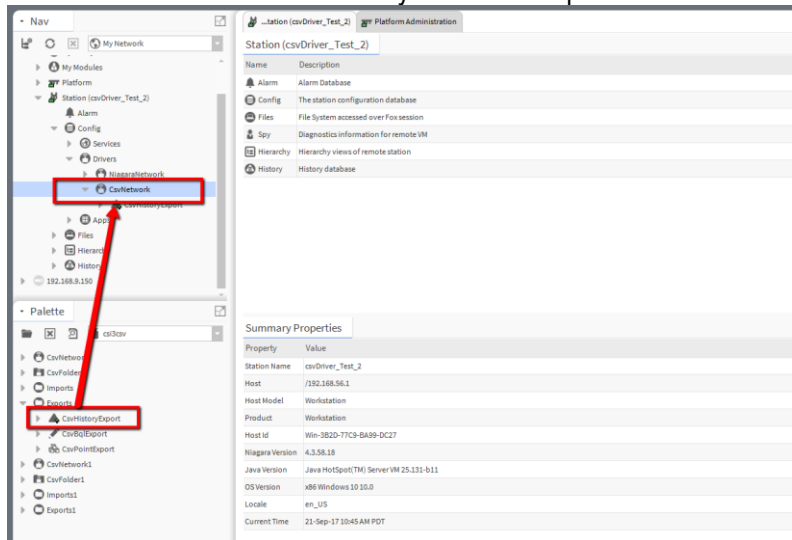 Nav
My Network
My Modules
Platform
Station (csvDriver_Test_2)
Alarm
Config
Services
Drivers
NiagaraNetwork
CsvNetwork
CsvHistoryExport
Apps
Files
Hierarch
History
192.168.9.150
Palette
csi3csv
CsvNetwor
CsvFolder
Imports
Exports
CsvHistoryExport
CsvBqlExport
CsvPointExport
CsvNetwork1
CsvFolder1
Imports1
Exports1
...tation (csvDriver_Test_2)
Platform Administration
Station (csvDriver_Test_2)
Name Description
Alarm Alarm Database
Config The station configuration database
Files File System accessed over Fox session
Spy Diagnostics information for remote VM
Hierarchy Hierarchy views of remote station
History History database
Summary Properties
Property Value
Station Name csvDriver_Test_2
Host /192.168.56.1
Host Model Workstation
Product Workstation
Host Id Win-3B2D-77C9-BA99-DC27
Niagara Version 4.3.58.18
Java Version Java HotSpot(TM) Server VM 25.131-b11
OS Version x86 Windows 10 10.0
Locale en_US
Current Time 21-Sep-17 10:45 AM PDT